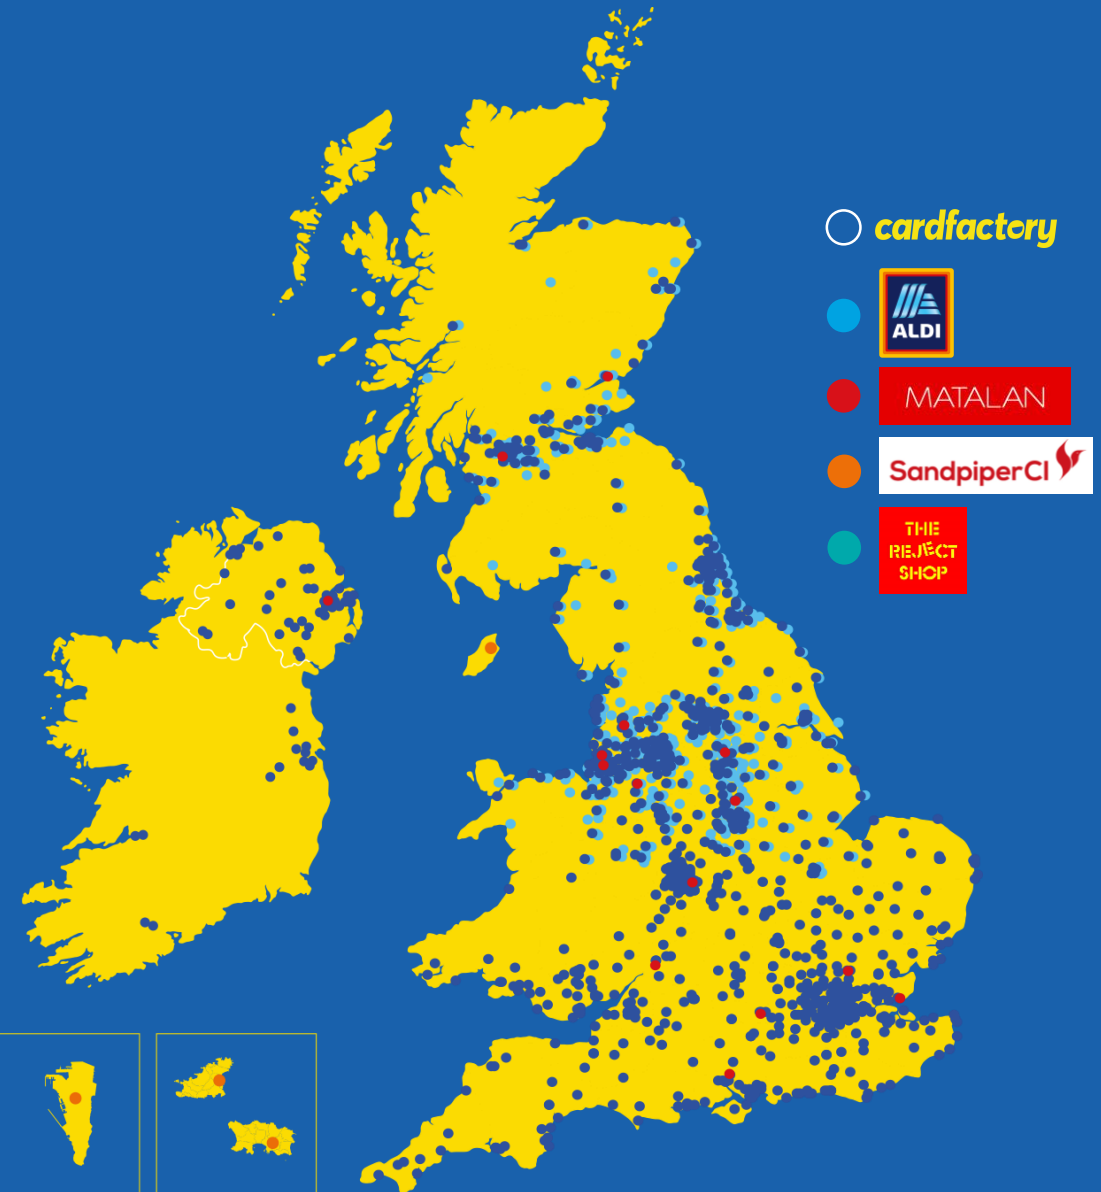 cardfactory
ALDI
MATALAN
SandpiperCI
THE
REJECT
SHOP